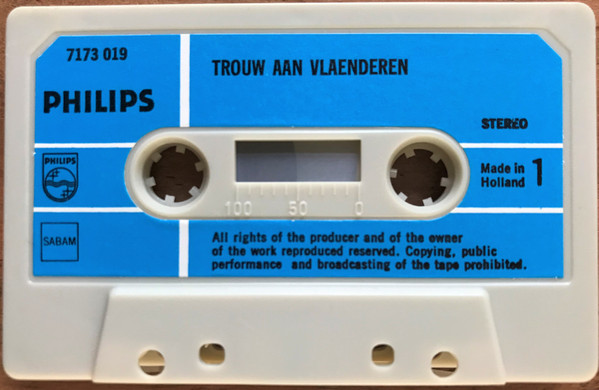 7173 019
TROUW AAN VLAENDEREN
PHILIPS
STEREO
PHILIPS
Made in
Holland
1
100 50 0
SABAM
All rights of the producer and of the owner
of the work reproduced reserved. Copying, public
performance and broadcasting of the tape prohibited.